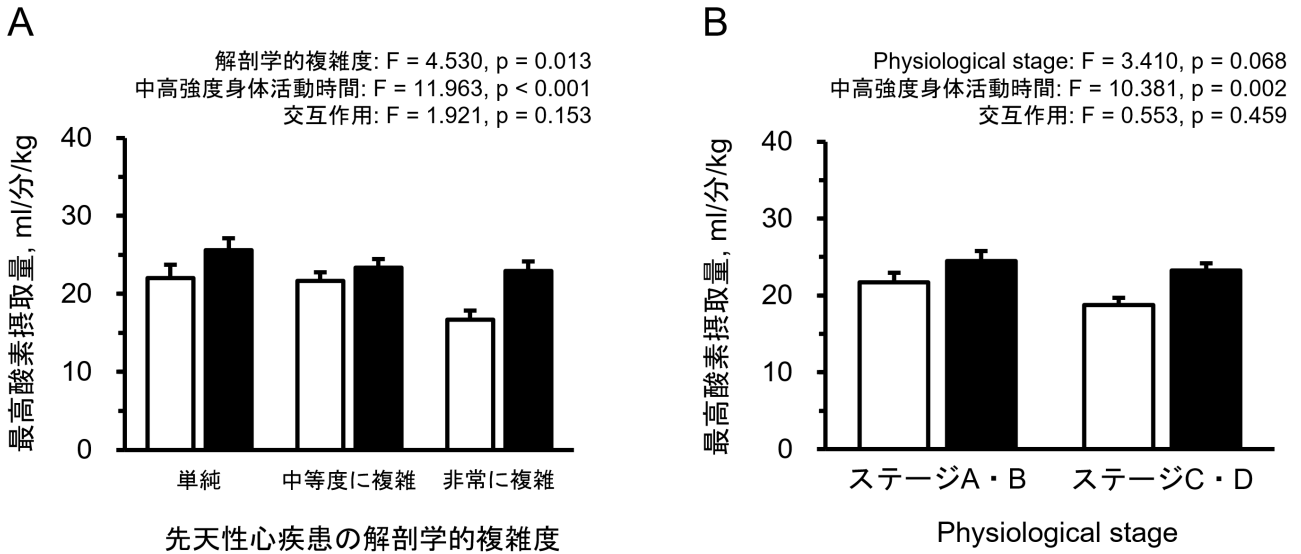 A
解剖学的複雑度: F = 4.530, p = 0.013
中高強度身体活動時間: F = 11.963, p < 0.001
交互作用: F = 1.921, p = 0.153
最高酸素摂取量, ml/分/kg
40
30
20
10
0
単純
中等度に複雑
非常に複雑
先天性心疾患の解剖学的複雑度
B
Physiological stage: F = 3.410, p = 0.068
中高強度身体活動時間: F = 10.381, p = 0.002
交互作用: F = 0.553, p = 0.459
最高酸素摂取量, ml/分/kg
40
30
20
10
0
ステージA・B
ステージC・D
Physiological stage